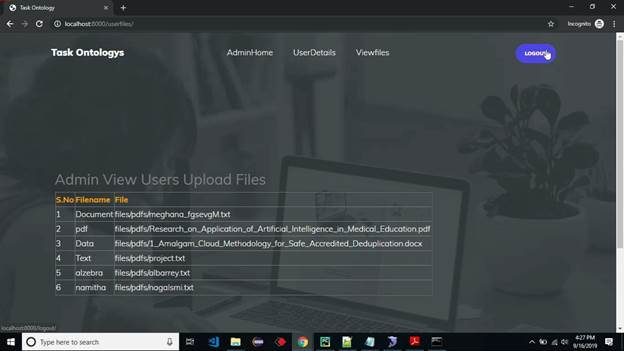 Task Ontology
localhost:8000/userfiles/
Incognito
Task Ontologys
AdminHome
UserDetails
Viewfiles
LOGOUT
Admin View Users Upload Files
S.No Filename File
1 Document files/pdfs/meghana_fgsevgM.txt
2 pdf files/pdfs/Research_on_Application_of_Artificial_Intelligence_in_Medical_Education.pdf
3 Data files/pdfs/1_Amalgam_Cloud_Methodology_for_Safe_Accredited_Deduplication.docx
4 Text files/pdfs/project.txt
5 alzebra files/pdfs/albarrey.txt
6 namitha files/pdfs/nagalsmi.txt
localhost:8000/logout/
Type here to search
4:27 PM
9/16/2019